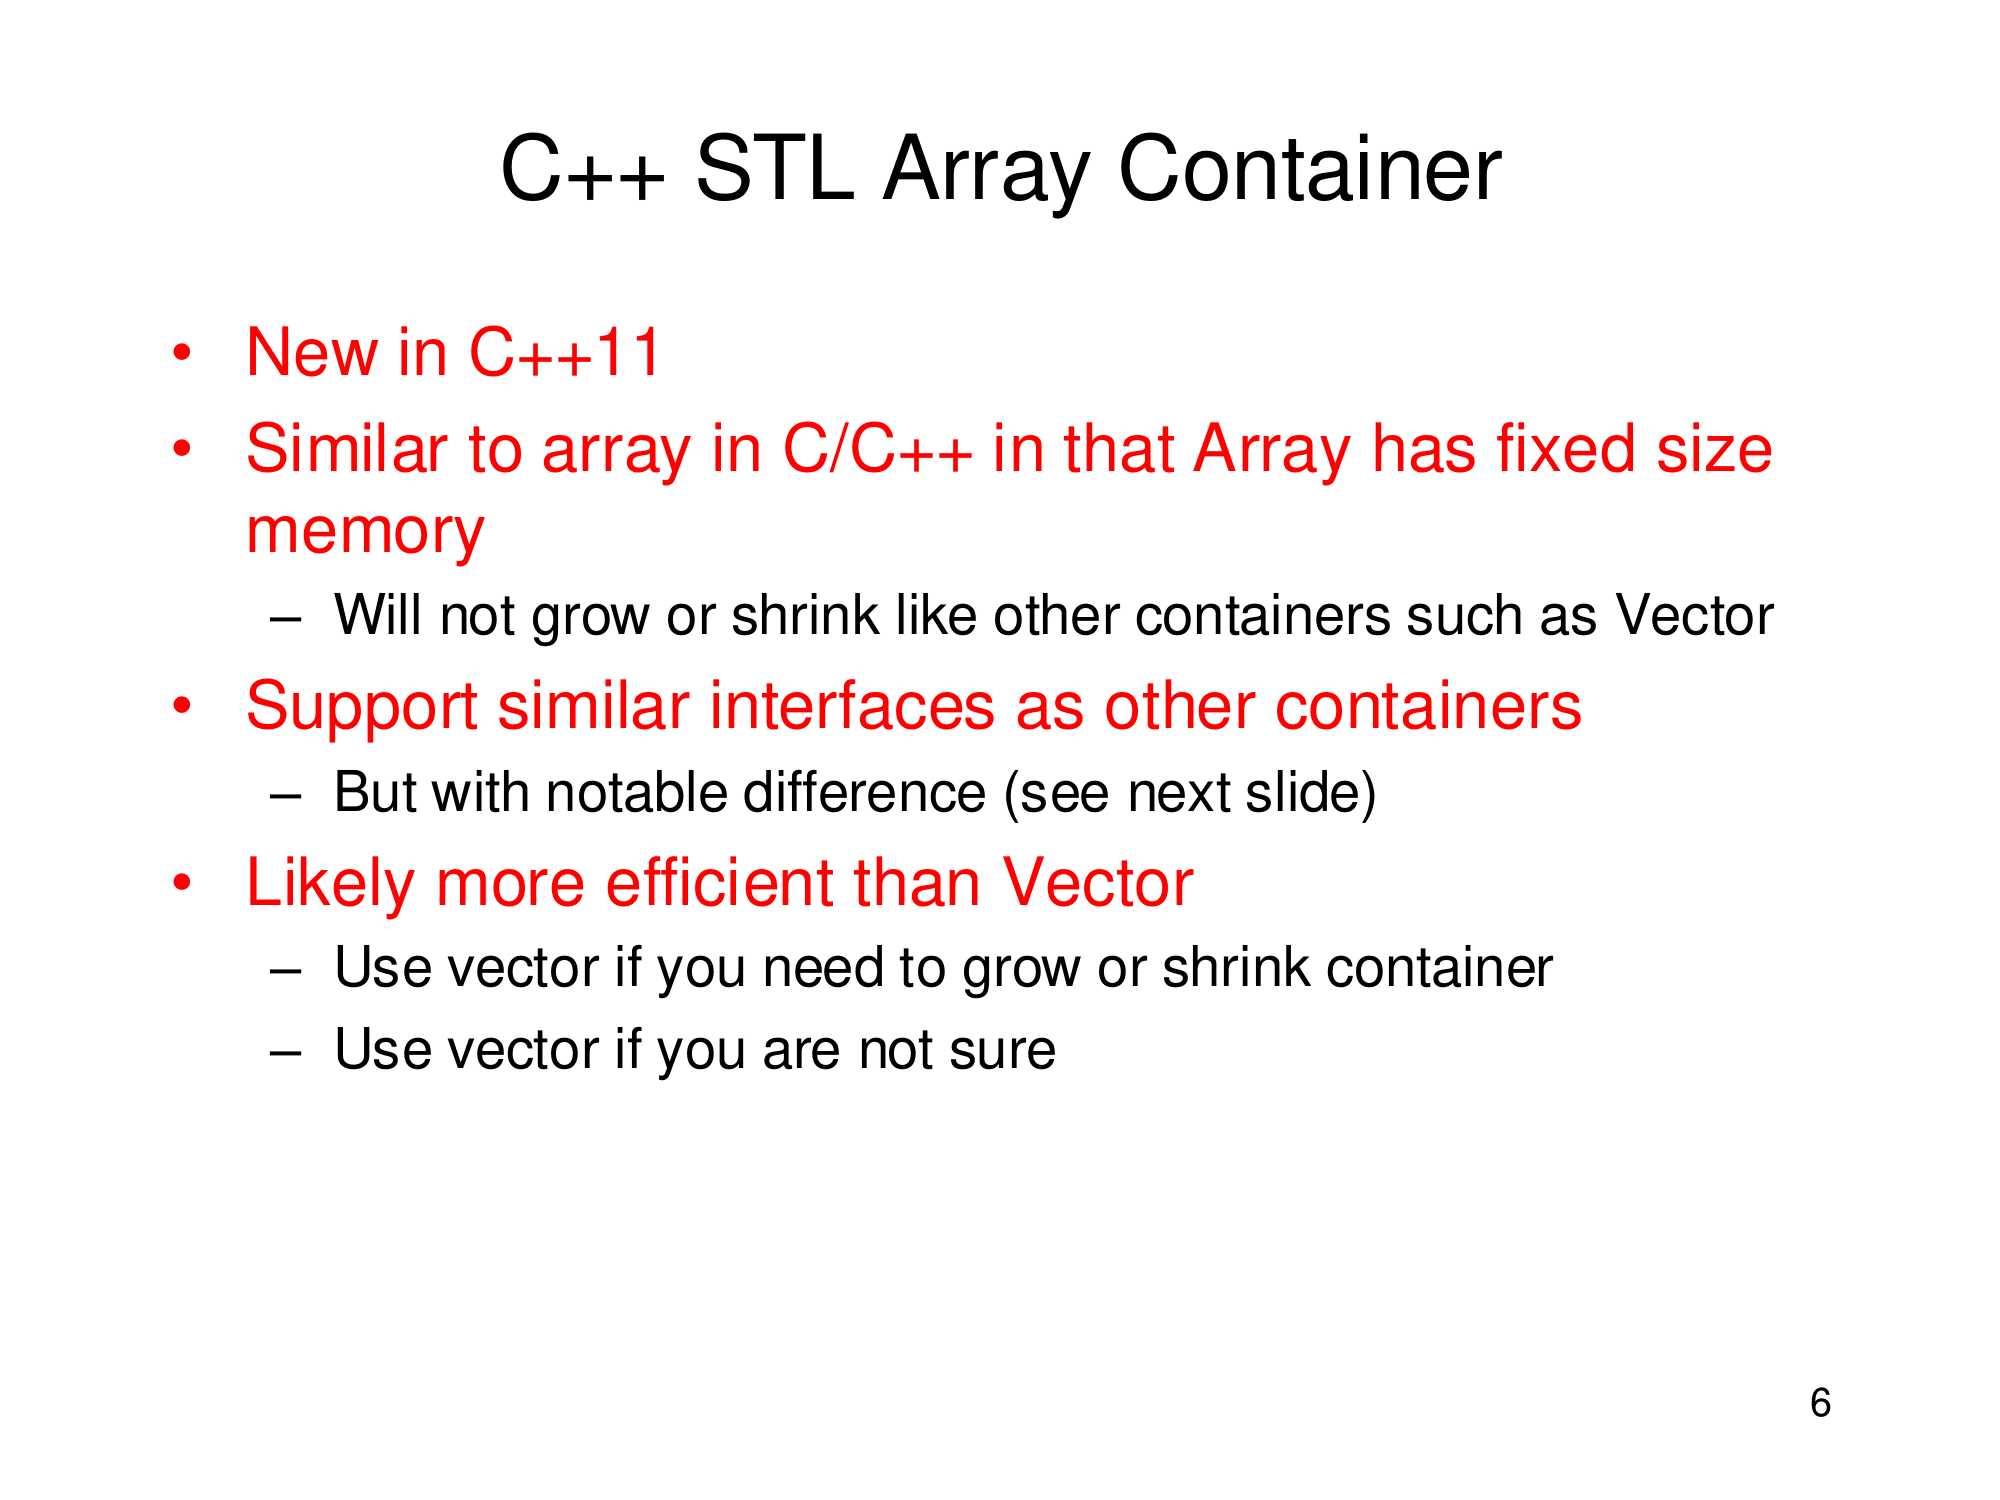 C++ STL Array Container
• New in C++11
• Similar to array in C/C++ in that Array has fixed size
memory
– Will not grow or shrink like other containers such as Vector
• Support similar interfaces as other containers
– But with notable difference (see next slide)
• Likely more efficient than Vector
– Use vector if you need to grow or shrink container
– Use vector if you are not sure
6